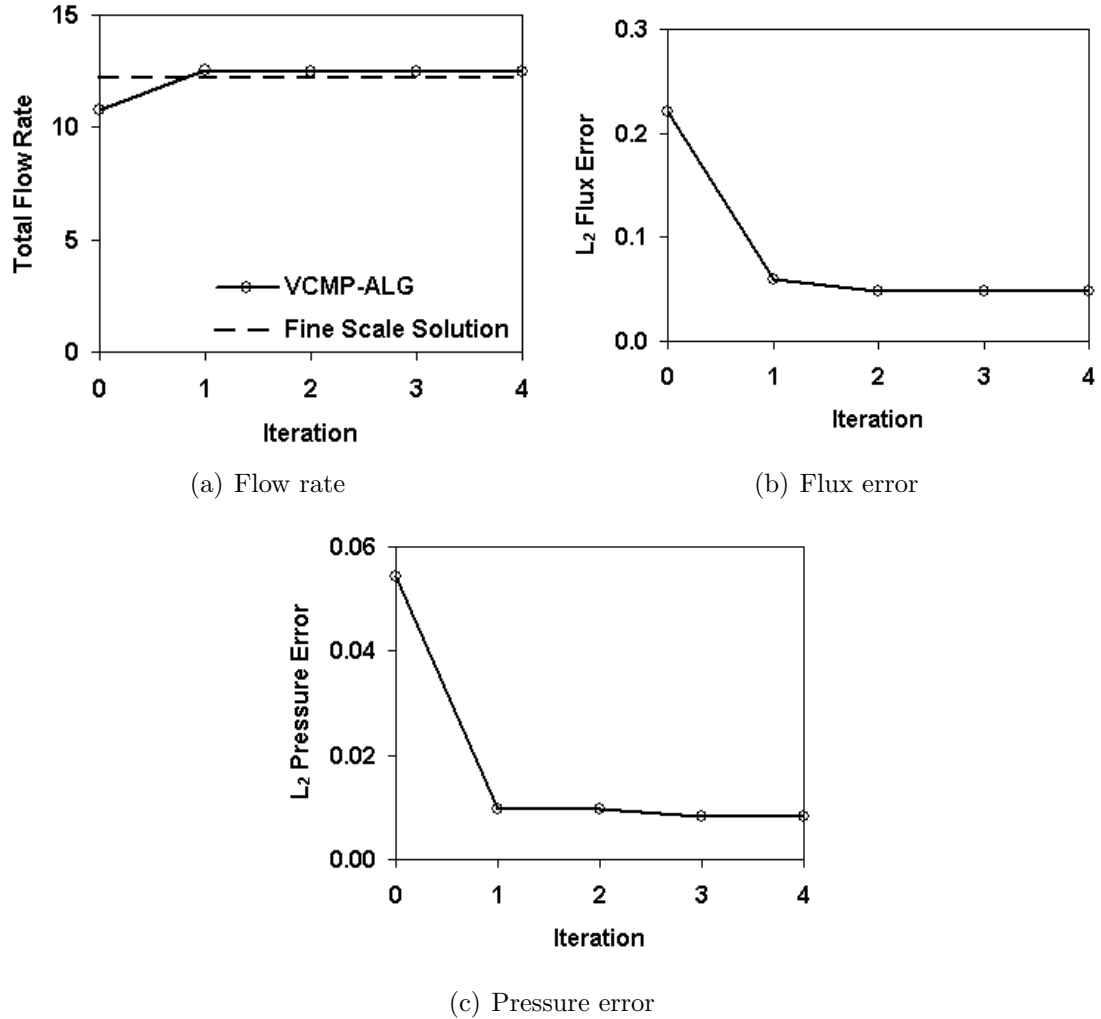 15
10
5
0
Total Flow Rate
VCMP-ALG
Fine Scale Solution
0 1 2 3 4
Iteration
(a) Flow rate
0.3
0.2
0.1
0.0
L₂ Flux Error
0 1 2 3 4
Iteration
(b) Flux error
0.06
0.04
0.02
0.00
L₂ Pressure Error
0 1 2 3 4
Iteration
(c) Pressure error